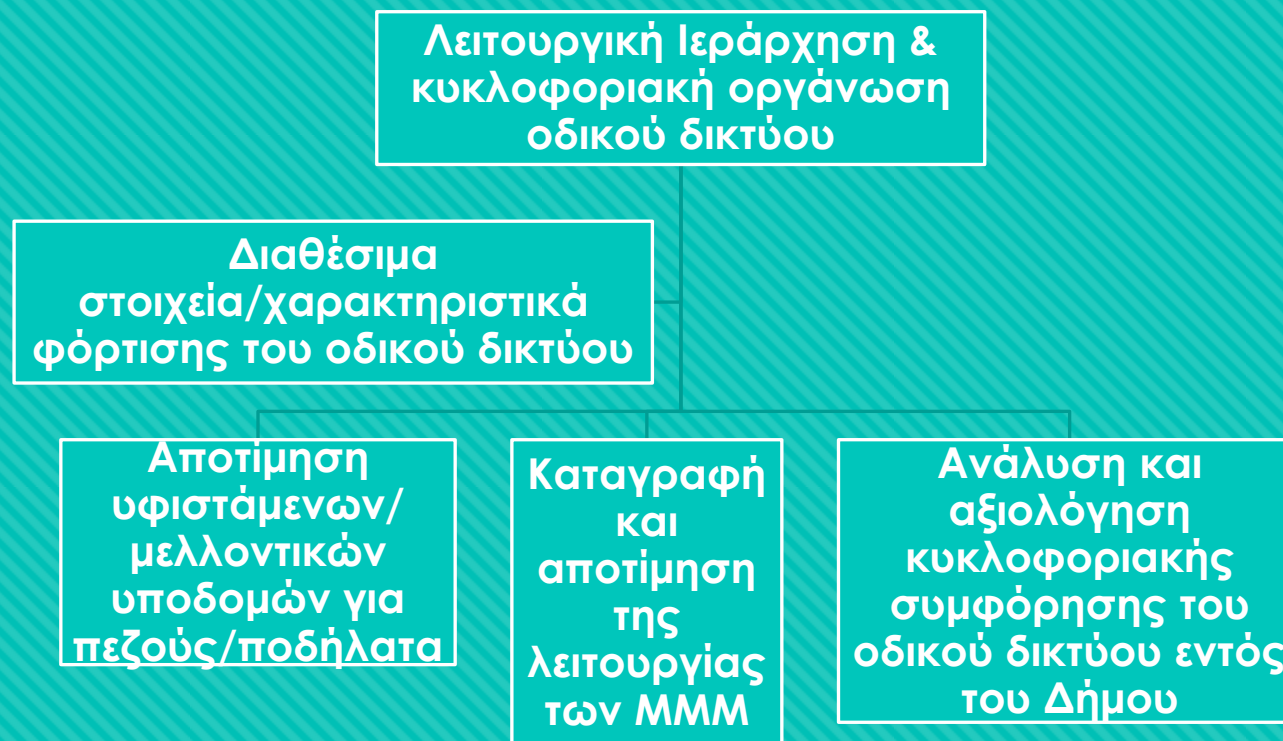 Λειτουργική Ιεράρχηση &
κυκλοφοριακή οργάνωση
οδικού δικτύου
Διαθέσιμα
στοιχεία/χαρακτηριστικά
φόρτισης του οδικού δικτύου
Αποτίμηση
υφιστάμενων/
μελλοντικών
υποδομών για
πεζούς/ποδήλατα
Καταγραφή
και
αποτίμηση
της
λειτουργίας
των ΜΜΜ
Ανάλυση και
αξιολόγηση
κυκλοφοριακής
συμφόρησης του
οδικού δικτύου εντός
του Δήμου